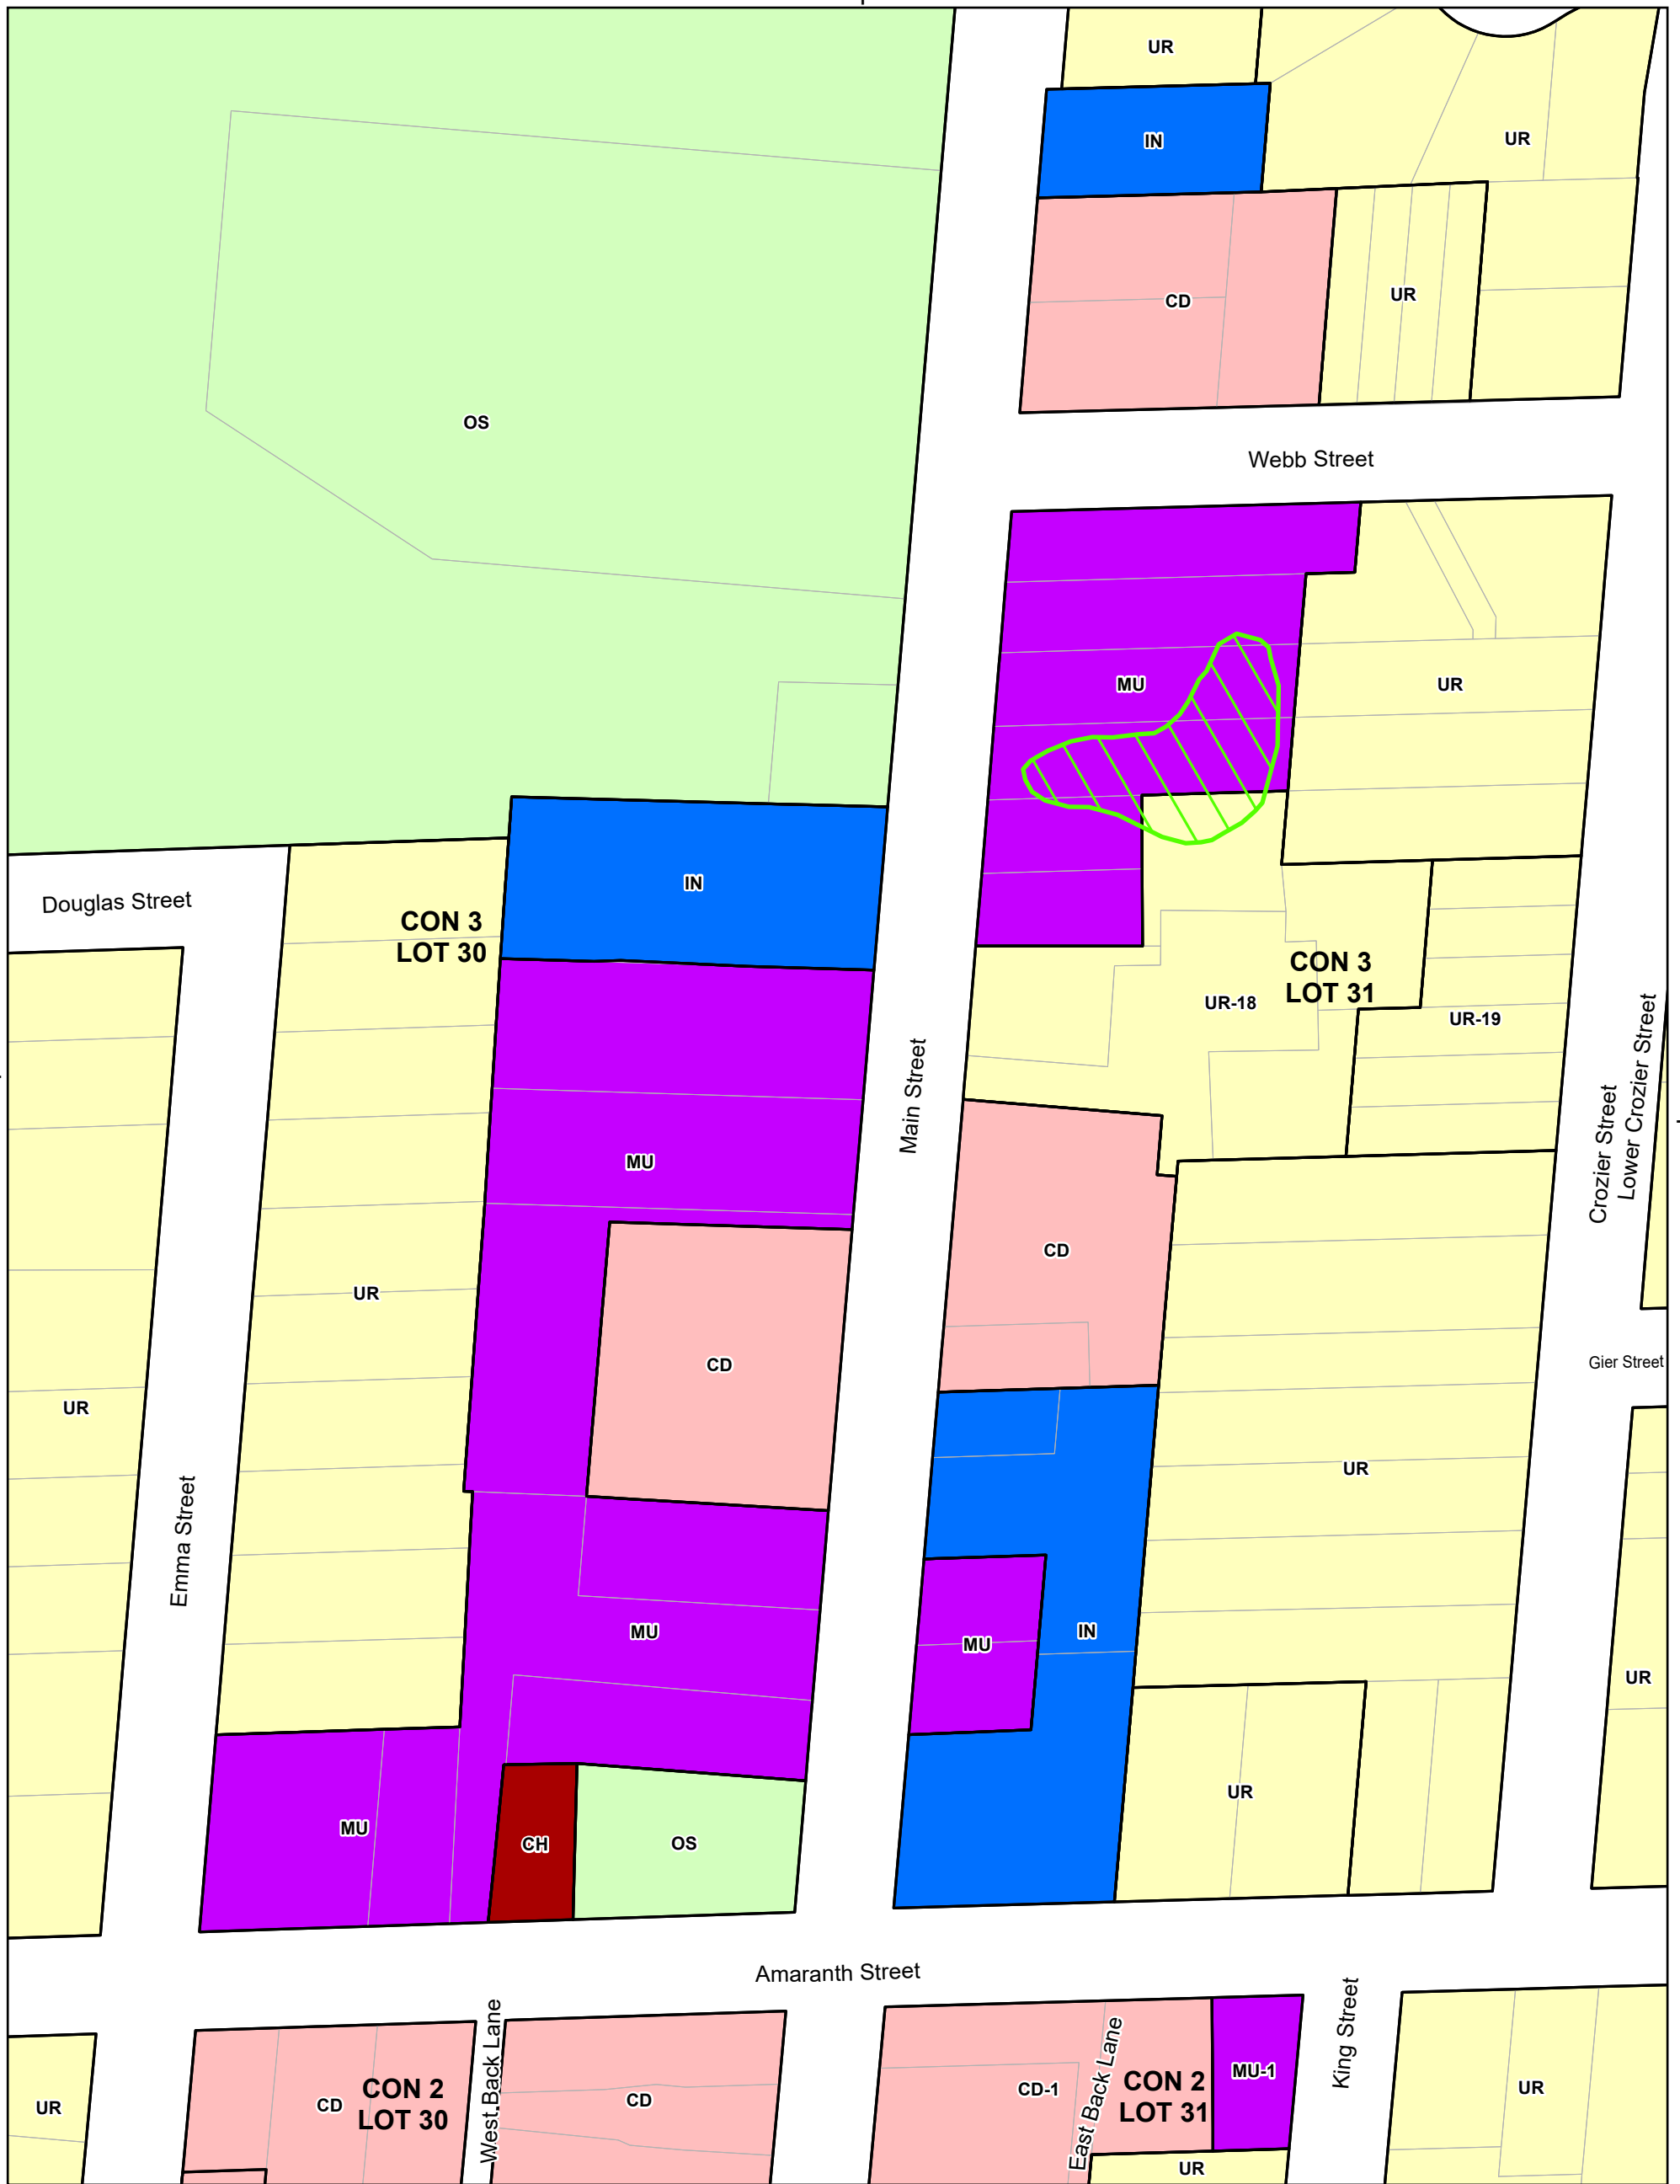 UR
IN
UR
CD
UR
OS
Webb Street
MU
UR
IN
Douglas Street
CON 3
LOT 30
CON 3
LOT 31
UR-18
UR-19
Main Street
Crozier Street
Lower Crozier Street
MU
CD
UR
CD
Gier Street
UR
UR
Emma Street
MU
MU
IN
UR
UR
MU
CH
OS
Amaranth Street
West Back Lane
East Back Lane
King Street
UR
CD
CON 2
LOT 30
CD
CD-1
CON 2
LOT 31
MU-1
UR
UR